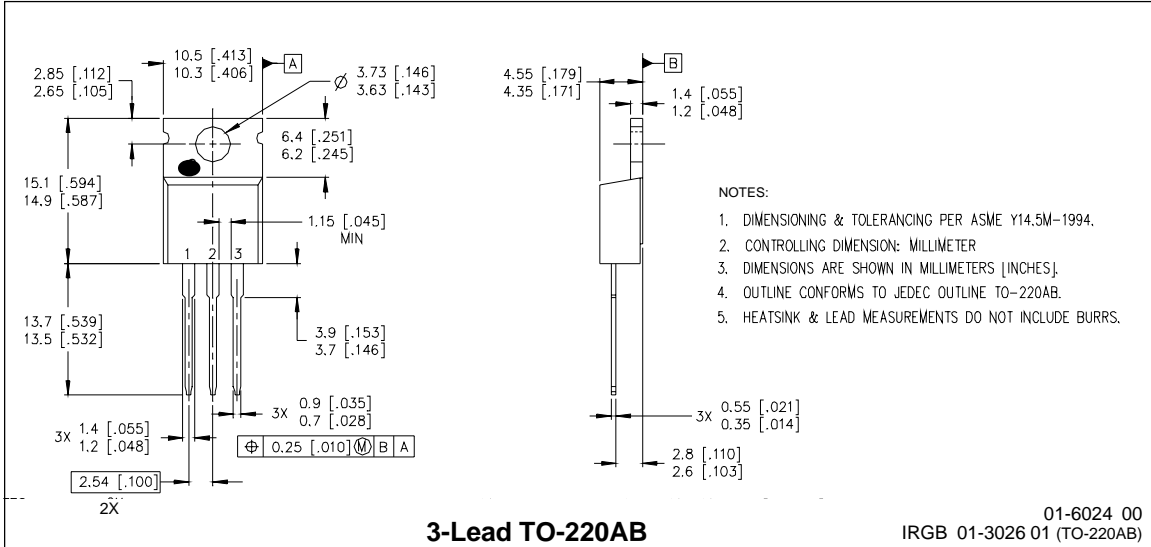 10.5 [.413]
10.3 [.406]
A
2.85 [.112]
2.65 [.105]
Ø 3.73 [.146]
3.63 [.143]
6.4 [.251]
6.2 [.245]
15.1 [.594]
14.9 [.587]
1.15 [.045]
MIN
1 2 3
13.7 [.539]
13.5 [.532]
3.9 [.153]
3.7 [.146]
3X 1.4 [.055]
1.2 [.048]
3X 0.9 [.035]
0.7 [.028]
⌖ 0.25 [.010] Ⓜ B A
2.54 [.100]
2X
4.55 [.179]
4.35 [.171]
B
1.4 [.055]
1.2 [.048]
3X 0.55 [.021]
0.35 [.014]
2.8 [.110]
2.6 [.103]
NOTES:
1. DIMENSIONING & TOLERANCING PER ASME Y14.5M-1994.
2. CONTROLLING DIMENSION: MILLIMETER
3. DIMENSIONS ARE SHOWN IN MILLIMETERS [INCHES].
4. OUTLINE CONFORMS TO JEDEC OUTLINE TO-220AB.
5. HEATSINK & LEAD MEASUREMENTS DO NOT INCLUDE BURRS.
3-Lead TO-220AB
01-6024 00
IRGB 01-3026 01 (TO-220AB)